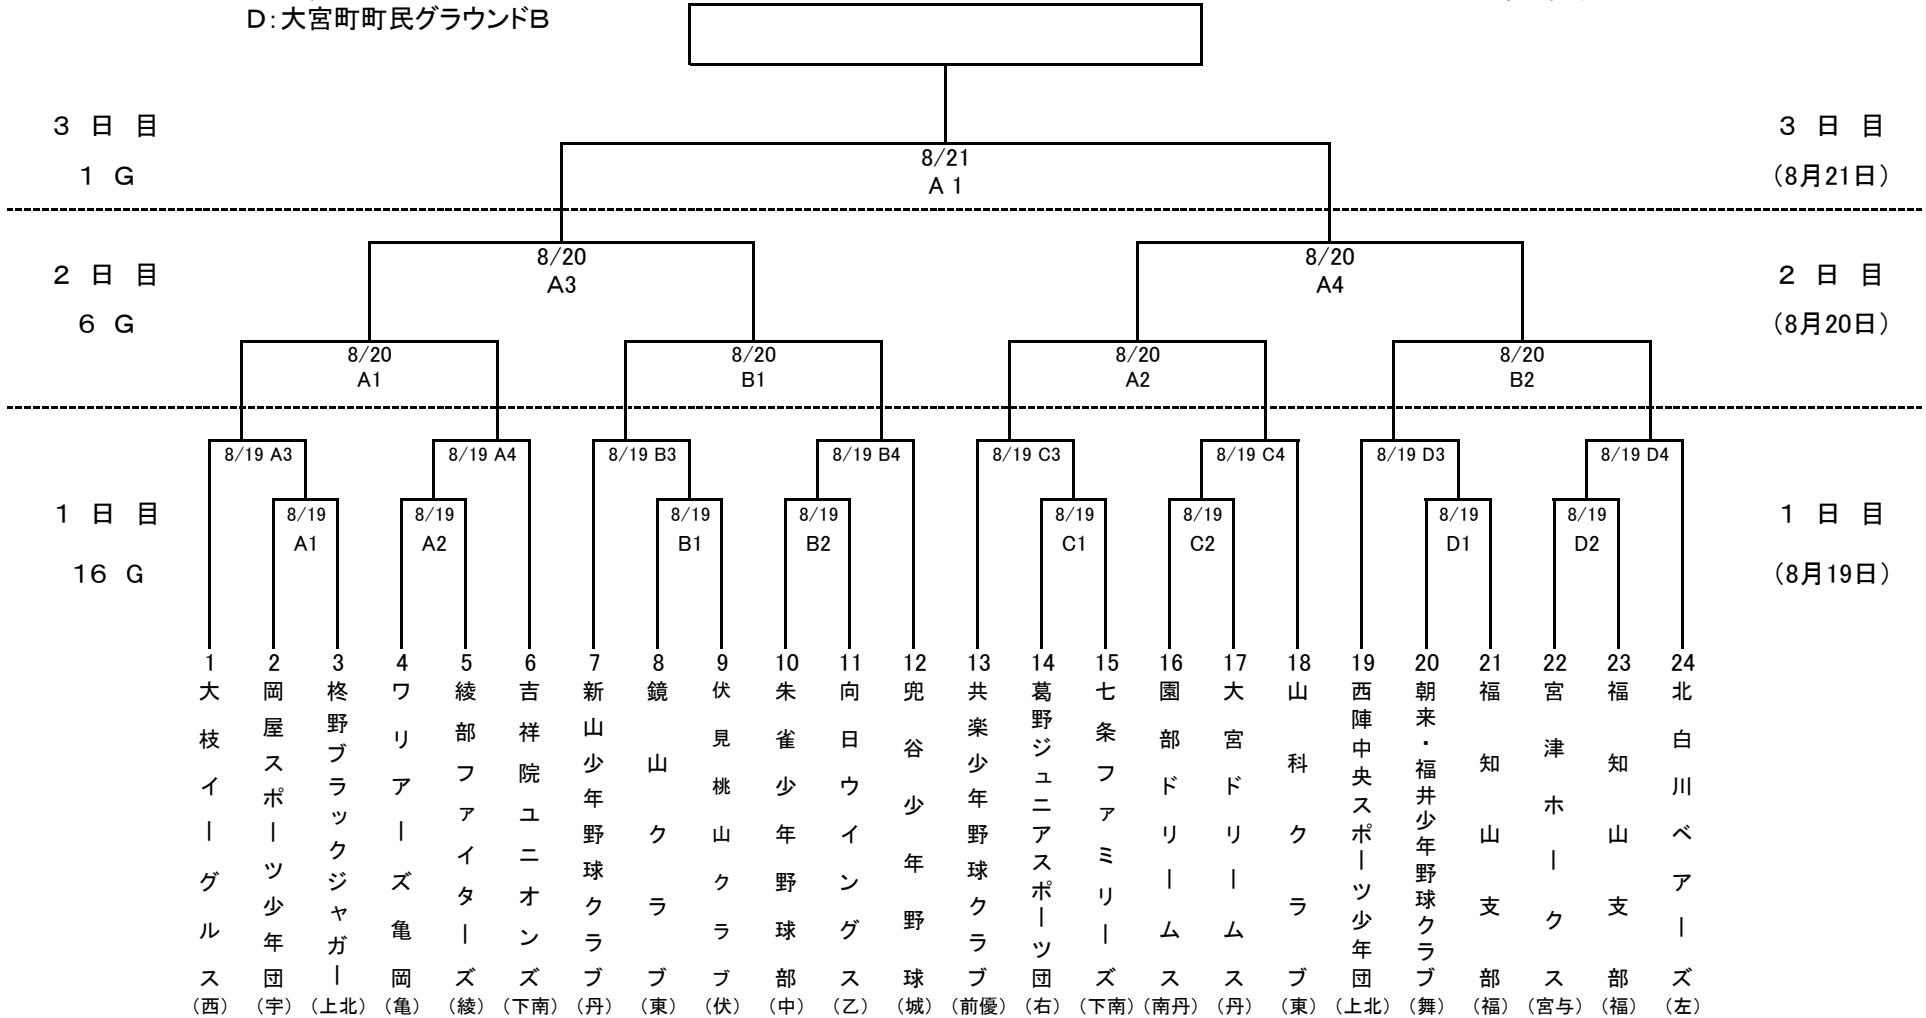 D：大宮町町民グラウンドB
3 日 目
8/21
3 日 目
1 G
A 1
（8月21日）
8/20
8/20
2 日 目
A3
A4
2 日 目
6 G
（8月20日）
8/20
8/20
8/20
8/20
A1
B1
A2
B2
8/19 A3
8/19 A4
8/19 B3
8/19 B4
8/19 C3
8/19 C4
8/19 D3
8/19 D4
1 日 目
8/19
8/19
8/19
8/19
8/19
8/19
8/19
8/19
1 日 目
A1
A2
B1
B2
C1
C2
D1
D2
16 G
（8月19日）
1 大枝イーグルス（西）
2 岡屋スポーツ少年団（宇）
3 柊野ブラックジャガー（上北）
4 ワリアーズ亀岡（亀）
5 綾部ファイターズ（綾）
6 吉祥院ユニオンズ（下南）
7 新山少年野球クラブ（丹）
8 鏡山クラブ（東）
9 伏見桃山クラブ（伏）
10 朱雀少年野球部（中）
11 向日ウイングス（乙）
12 兜谷少年野球（城）
13 共楽少年野球クラブ（前優）
14 葛野ジュニアスポーツ団（右）
15 七条ファミリーズ（下南）
16 園部ドリームス（南丹）
17 大宮ドリームス（丹）
18 山科クラブ（東）
19 西陣中央スポーツ少年団（上北）
20 朝来・福井少年野球クラブ（舞）
21 福知山支部（福）
22 宮津ホークス（宮与）
23 福知山支部（福）
24 北白川ベアーズ（左）